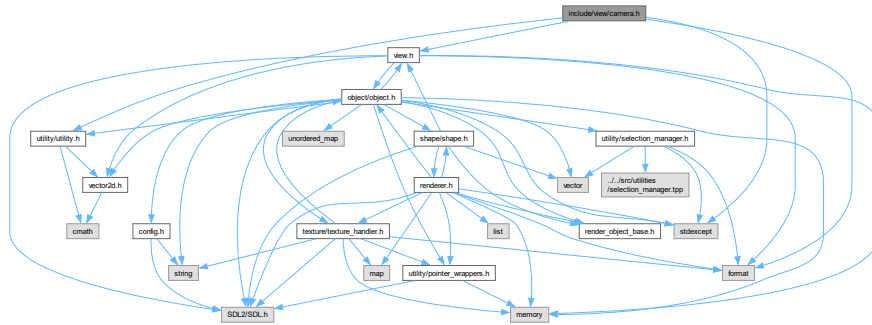 include/view/camera.h
view.h
object/object.h
utility/utility.h
unordered_map
shape/shape.h
utility/selection_manager.h
vector2d.h
renderer.h
vector
../../src/utilities
/selection_manager.tpp
cmath
config.h
texture/texture_handler.h
list
render_object_base.h
stdexcept
string
map
utility/pointer_wrappers.h
format
SDL2/SDL.h
memory